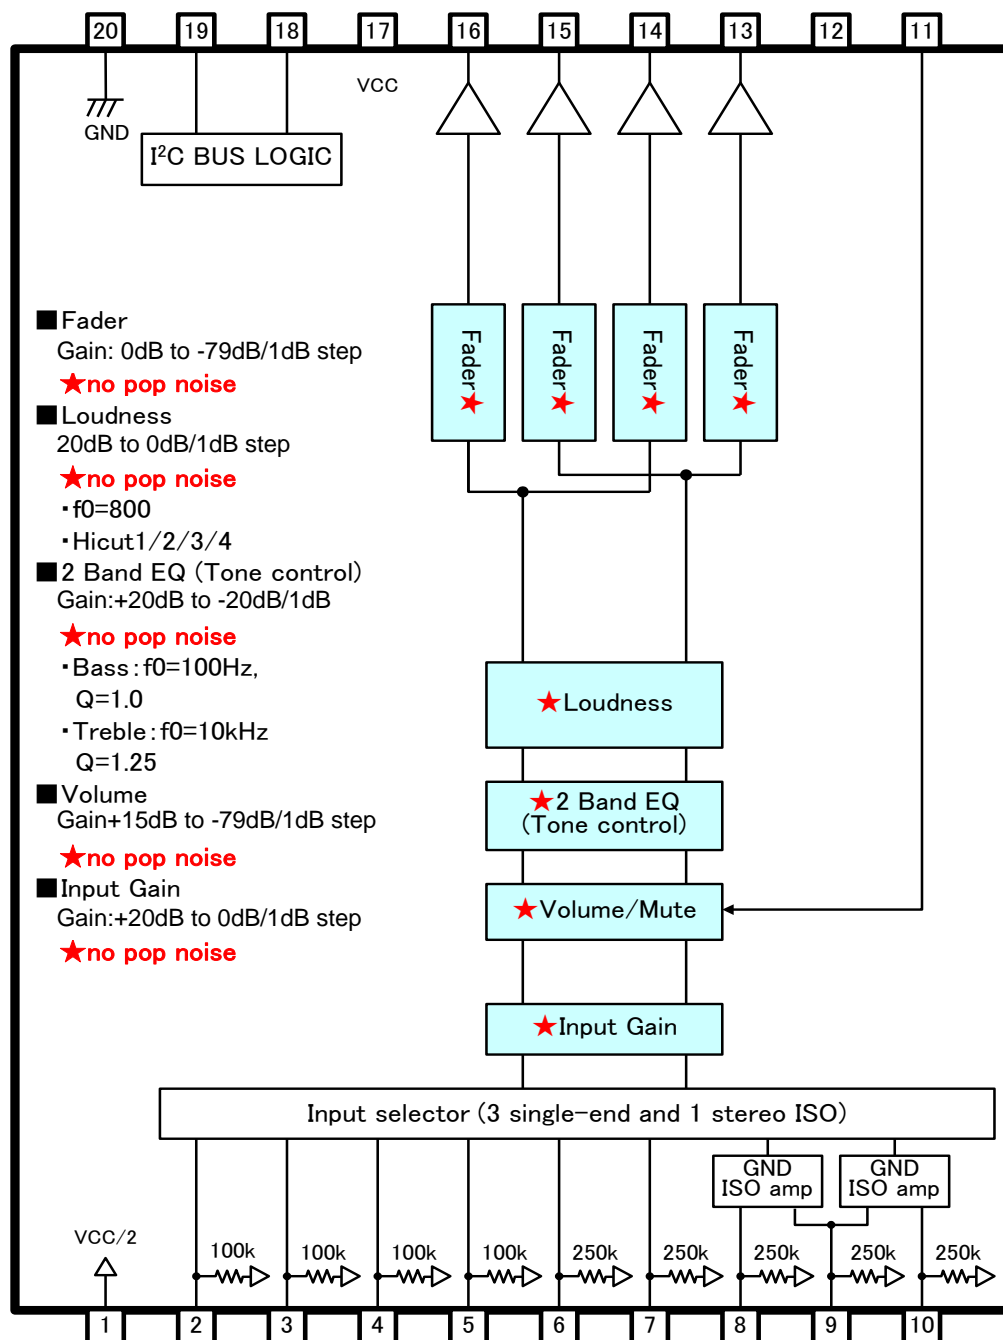 20 19 18 17 16 15 14 13 12 11
VCC
GND
I²C BUS LOGIC
■Fader
Gain: 0dB to -79dB/1dB step
★no pop noise
■Loudness
20dB to 0dB/1dB step
★no pop noise
・f0=800
・Hicut1/2/3/4
■2 Band EQ (Tone control)
Gain:+20dB to -20dB/1dB
★no pop noise
・Bass:f0=100Hz,
Q=1.0
・Treble:f0=10kHz
Q=1.25
■Volume
Gain+15dB to -79dB/1dB step
★no pop noise
■Input Gain
Gain:+20dB to 0dB/1dB step
★no pop noise
Fader★
Fader★
Fader★
Fader★
★Loudness
★2 Band EQ
(Tone control)
★Volume/Mute
★Input Gain
Input selector (3 single-end and 1 stereo ISO)
GND
ISO amp
GND
ISO amp
VCC/2
100k 100k 100k 100k 250k 250k 250k 250k 250k
1 2 3 4 5 6 7 8 9 10